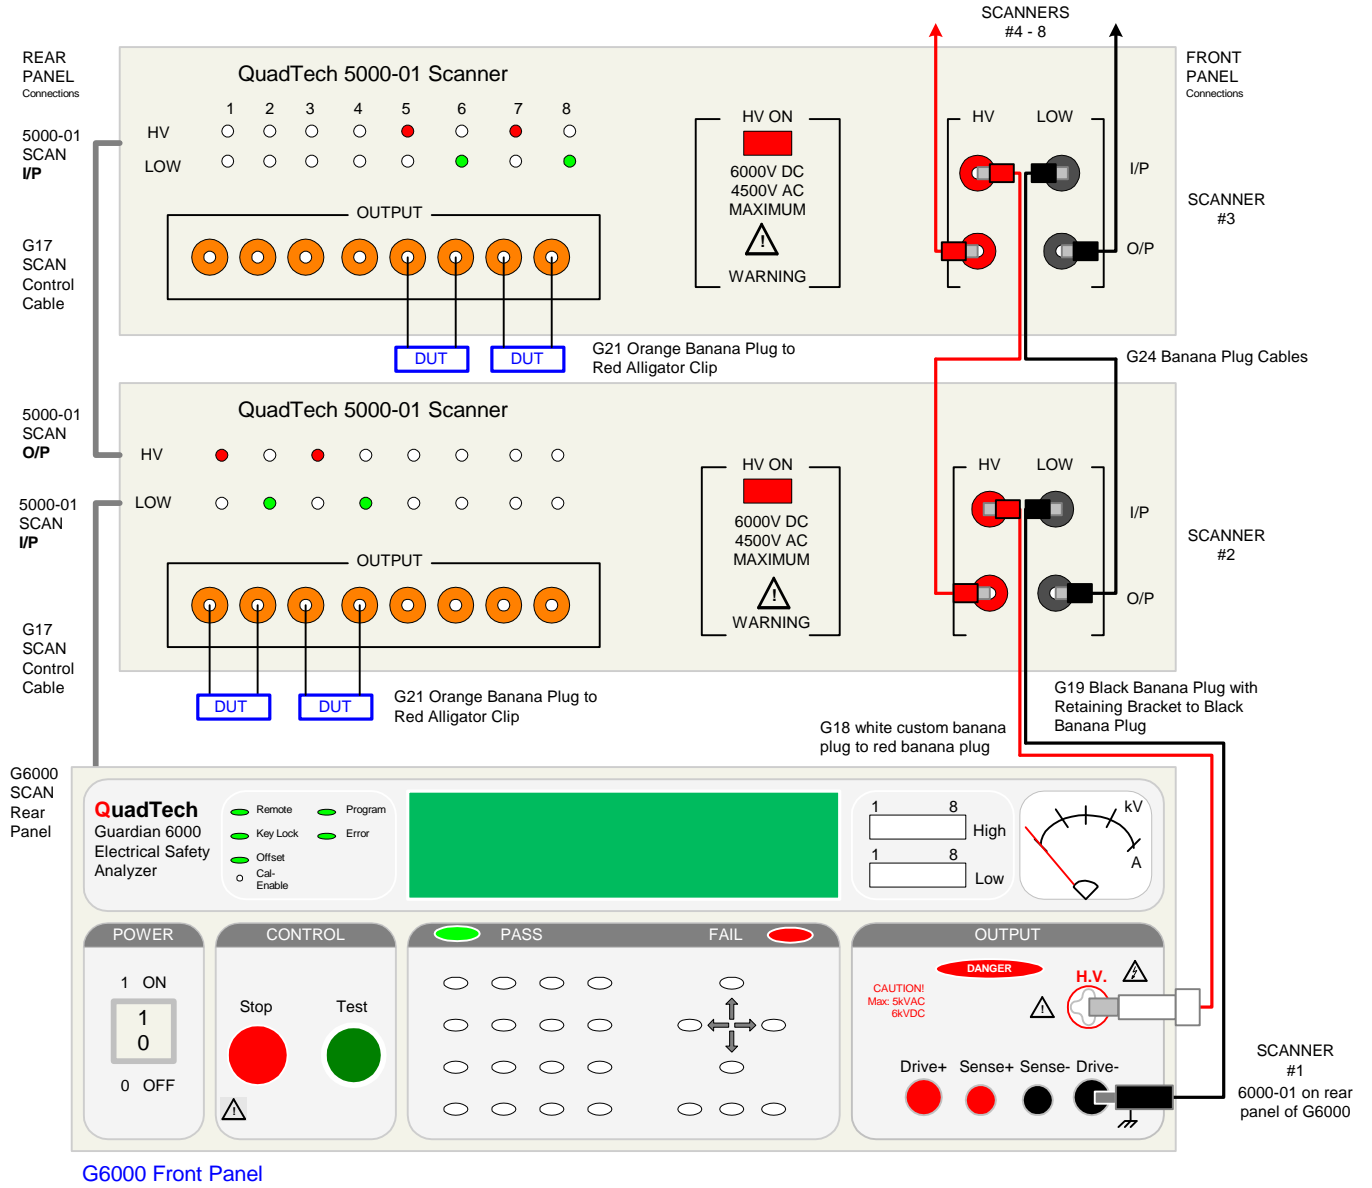 SCANNERS
#4 - 8
REAR
PANEL
Connections
QuadTech 5000-01 Scanner
FRONT
PANEL
Connections
1 2 3 4 5 6 7 8
HV
LOW
5000-01
SCAN
I/P
HV ON
6000V DC
4500V AC
MAXIMUM
WARNING
HV LOW
I/P
O/P
SCANNER
#3
OUTPUT
G17
SCAN
Control
Cable
DUT DUT
G21 Orange Banana Plug to
Red Alligator Clip
G24 Banana Plug Cables
5000-01
SCAN
O/P
QuadTech 5000-01 Scanner
HV
LOW
5000-01
SCAN
I/P
HV ON
6000V DC
4500V AC
MAXIMUM
WARNING
HV LOW
I/P
O/P
SCANNER
#2
OUTPUT
G17
SCAN
Control
Cable
DUT DUT
G21 Orange Banana Plug to
Red Alligator Clip
G18 white custom banana
plug to red banana plug
G19 Black Banana Plug with
Retaining Bracket to Black
Banana Plug
G6000
SCAN
Rear
Panel
QuadTech
Guardian 6000
Electrical Safety
Analyzer
Remote Program
Key Lock Error
Offset
Cal-
Enable
1 8
High
1 8
Low
kV
A
POWER
1 ON
1
0
0 OFF
CONTROL
Stop Test
PASS FAIL
OUTPUT
DANGER
CAUTION!
Max: 5kVAC
6kVDC
H.V.
Drive+ Sense+ Sense- Drive-
SCANNER
#1
6000-01 on rear
panel of G6000
G6000 Front Panel